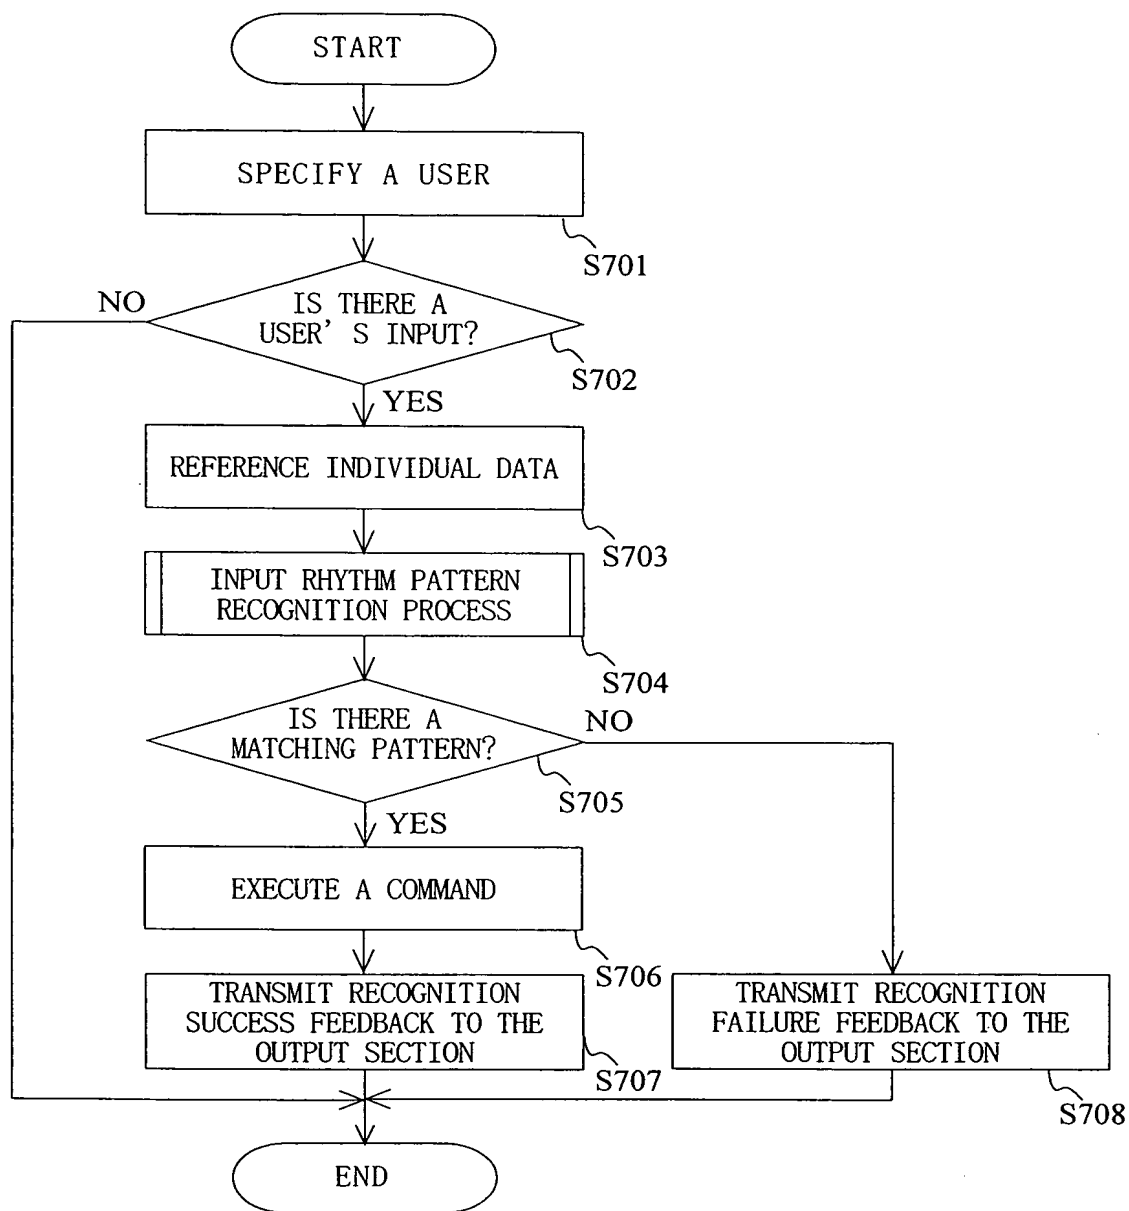 START
SPECIFY A USER
S701
NO
IS THERE A
USER' S INPUT?
S702
YES
REFERENCE INDIVIDUAL DATA
S703
INPUT RHYTHM PATTERN
RECOGNITION PROCESS
S704
IS THERE A
MATCHING PATTERN?
NO
S705
YES
EXECUTE A COMMAND
S706
TRANSMIT RECOGNITION
SUCCESS FEEDBACK TO THE
OUTPUT SECTION
S707
TRANSMIT RECOGNITION
FAILURE FEEDBACK TO THE
OUTPUT SECTION
S708
END